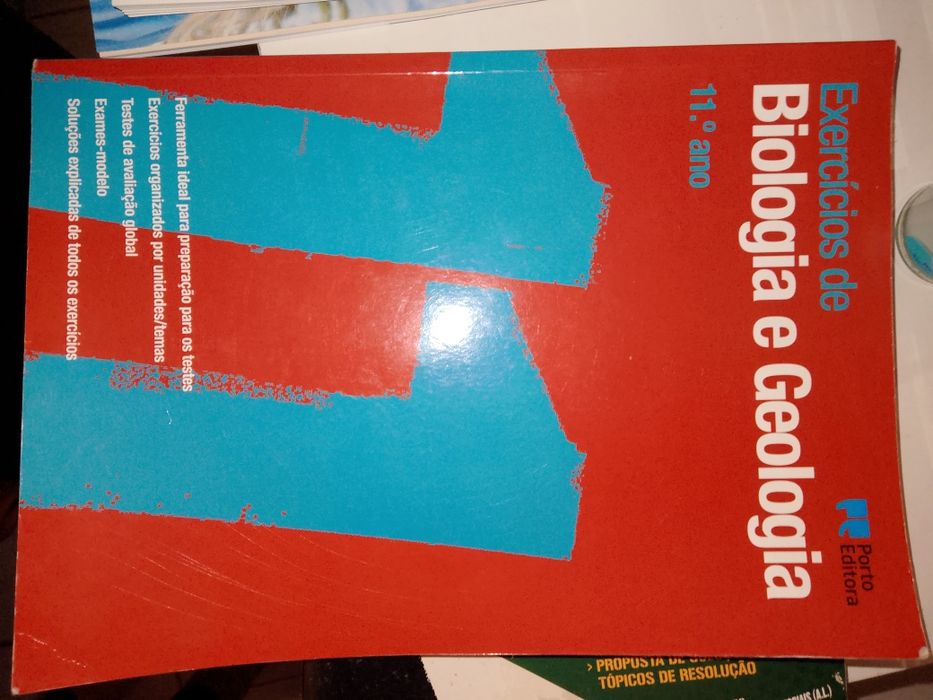 Exercícios de
Biologia e Geologia
11.º ano
Porto
Editora
Ferramenta ideal para preparação para os testes
Exercícios organizados por unidades/temas
Testes de avaliação global
Exames-modelo
Soluções explicadas de todos os exercícios
› PROPOSTA DE
TÓPICOS DE RESOLUÇÃO
(A.L.)